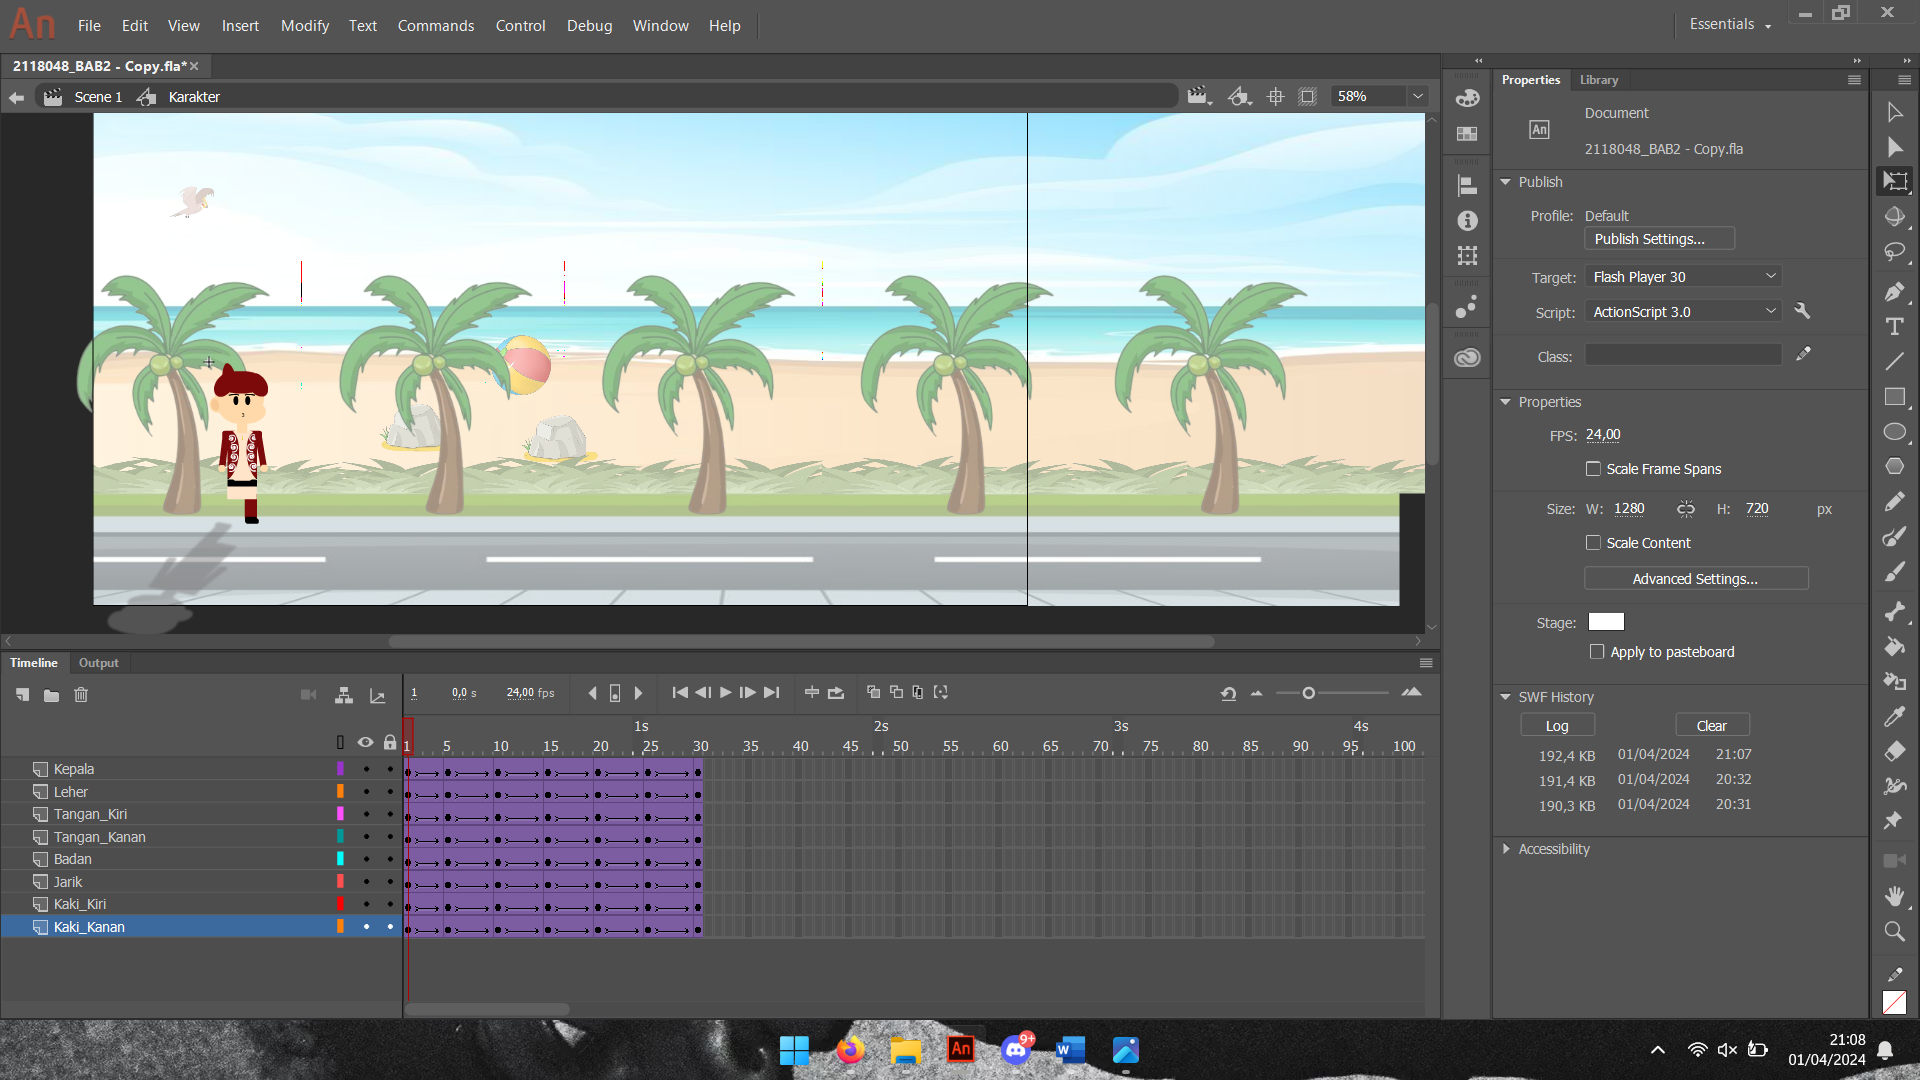 An File Edit View Insert Modify Text Commands Control Debug Window Help Essentials
2118048_BAB2 - Copy.fla*
Scene 1 Karakter 58%
Properties Library
Document
An
2118048_BAB2 - Copy.fla
Publish
Profile: Default
Publish Settings...
Target: Flash Player 30
Script: ActionScript 3.0
Class:
Properties
FPS: 24,00
Scale Frame Spans
Size: W: 1280 H: 720 px
Scale Content
Advanced Settings...
Stage:
Apply to pasteboard
SWF History
Log Clear
192,4 KB 01/04/2024 21:07
191,4 KB 01/04/2024 20:32
190,3 KB 01/04/2024 20:31
Accessibility
Timeline Output
1 0,0 s 24,00 fps
1s 2s 3s 4s
1 5 10 15 20 25 30 35 40 45 50 55 60 65 70 75 80 85 90 95 100
Kepala
Leher
Tangan_Kiri
Tangan_Kanan
Badan
Jarik
Kaki_Kiri
Kaki_Kanan
An 9+ W
21:08
01/04/2024